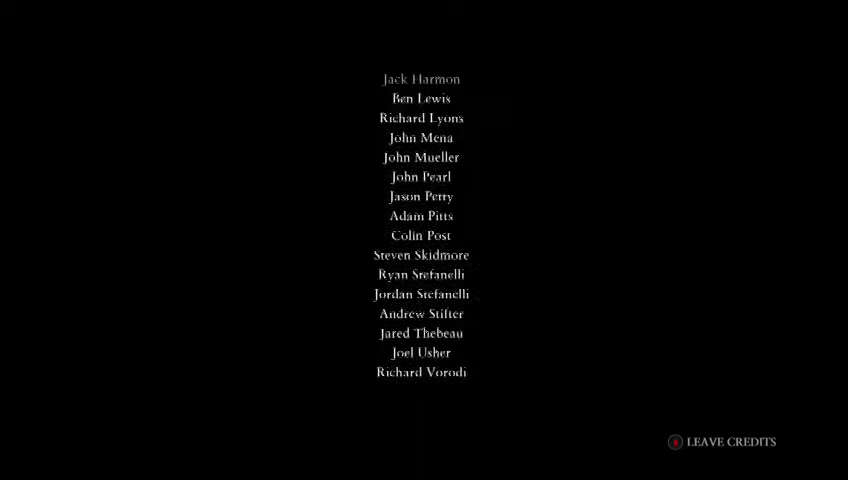 Jack Harmon
Ben Lewis
Richard Lyons
John Mena
John Mueller
John Pearl
Jason Perry
Adam Pitts
Colin Post
Steven Skidmore
Ryan Stefanelli
Jordan Stefanelli
Andrew Stifter
Jared Thebeau
Joel Usher
Richard Vorodi
LEAVE CREDITS